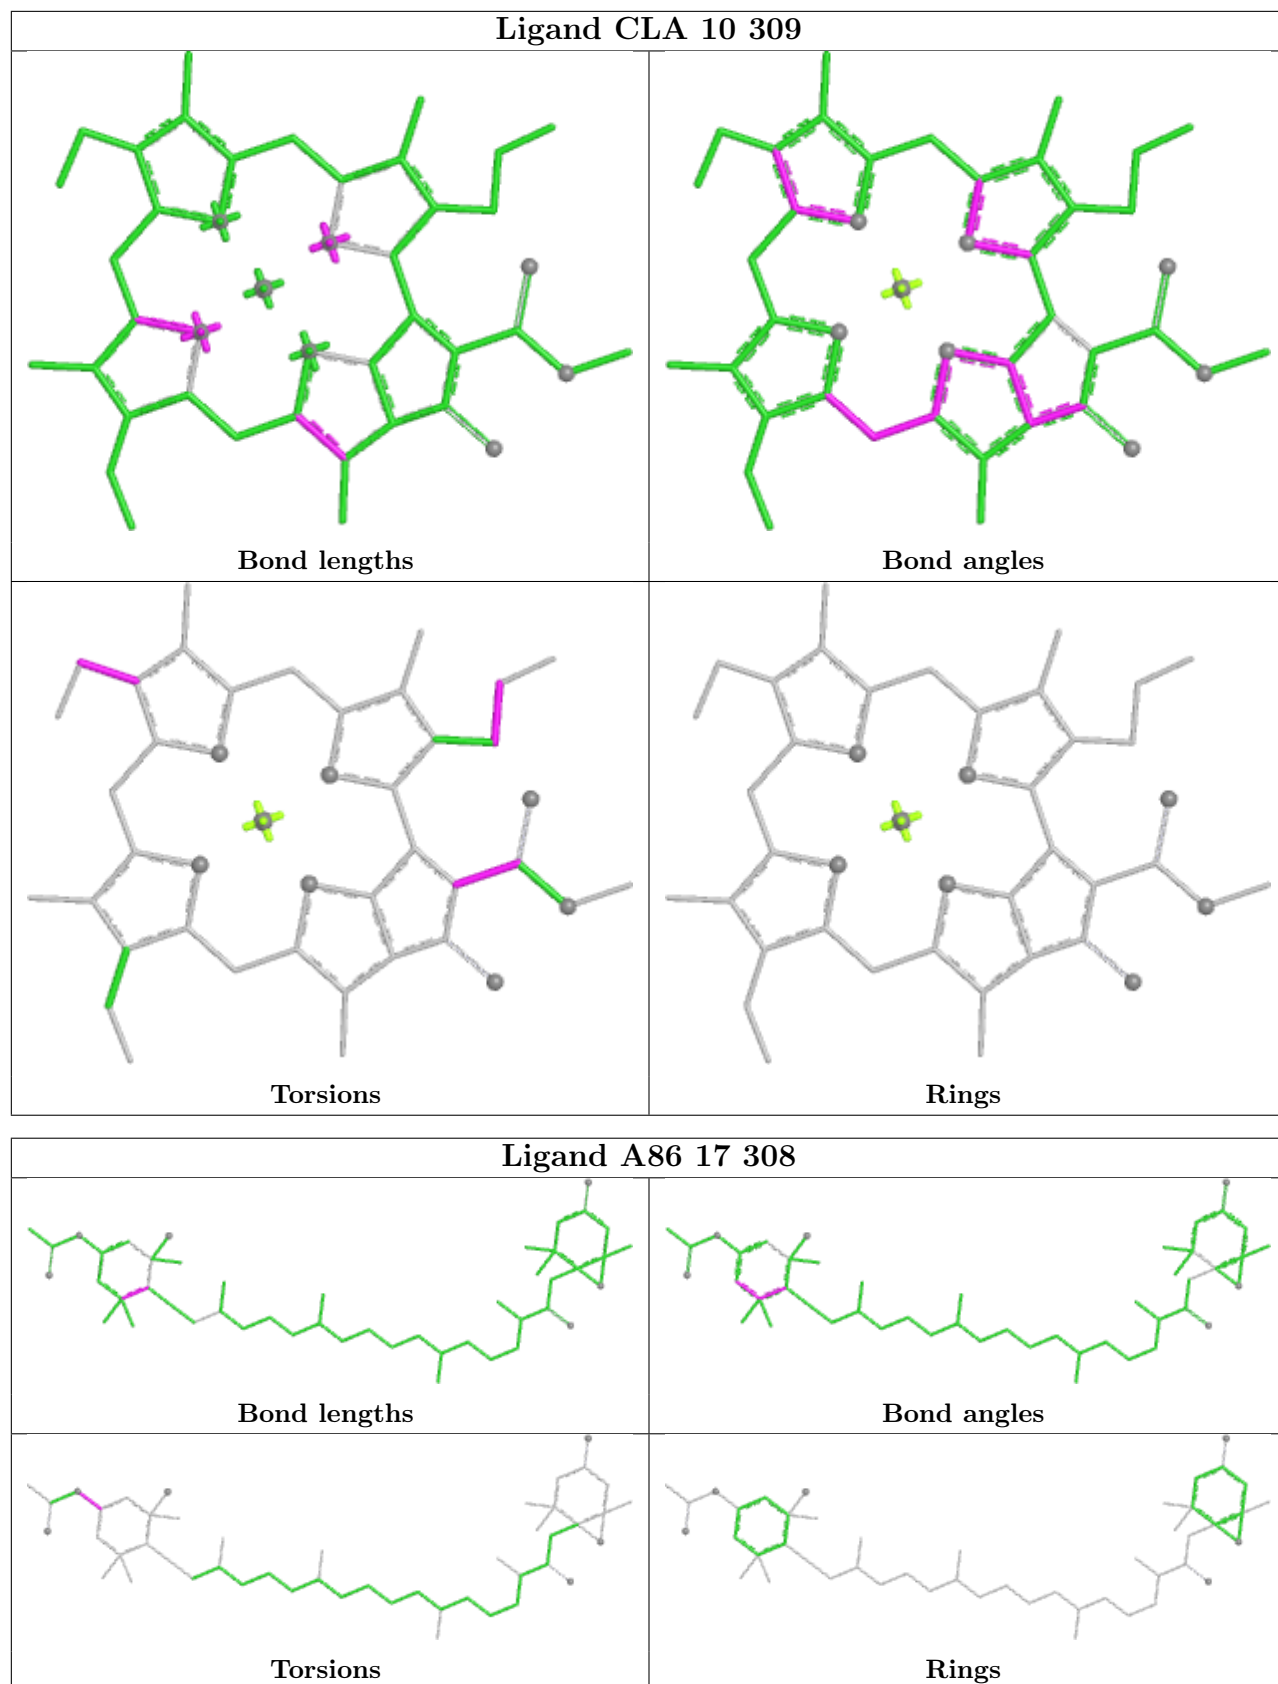 Ligand CLA 10 309
Bond lengths
Bond angles
Torsions
Rings
Ligand A86 17 308
Bond lengths
Bond angles
Torsions
Rings